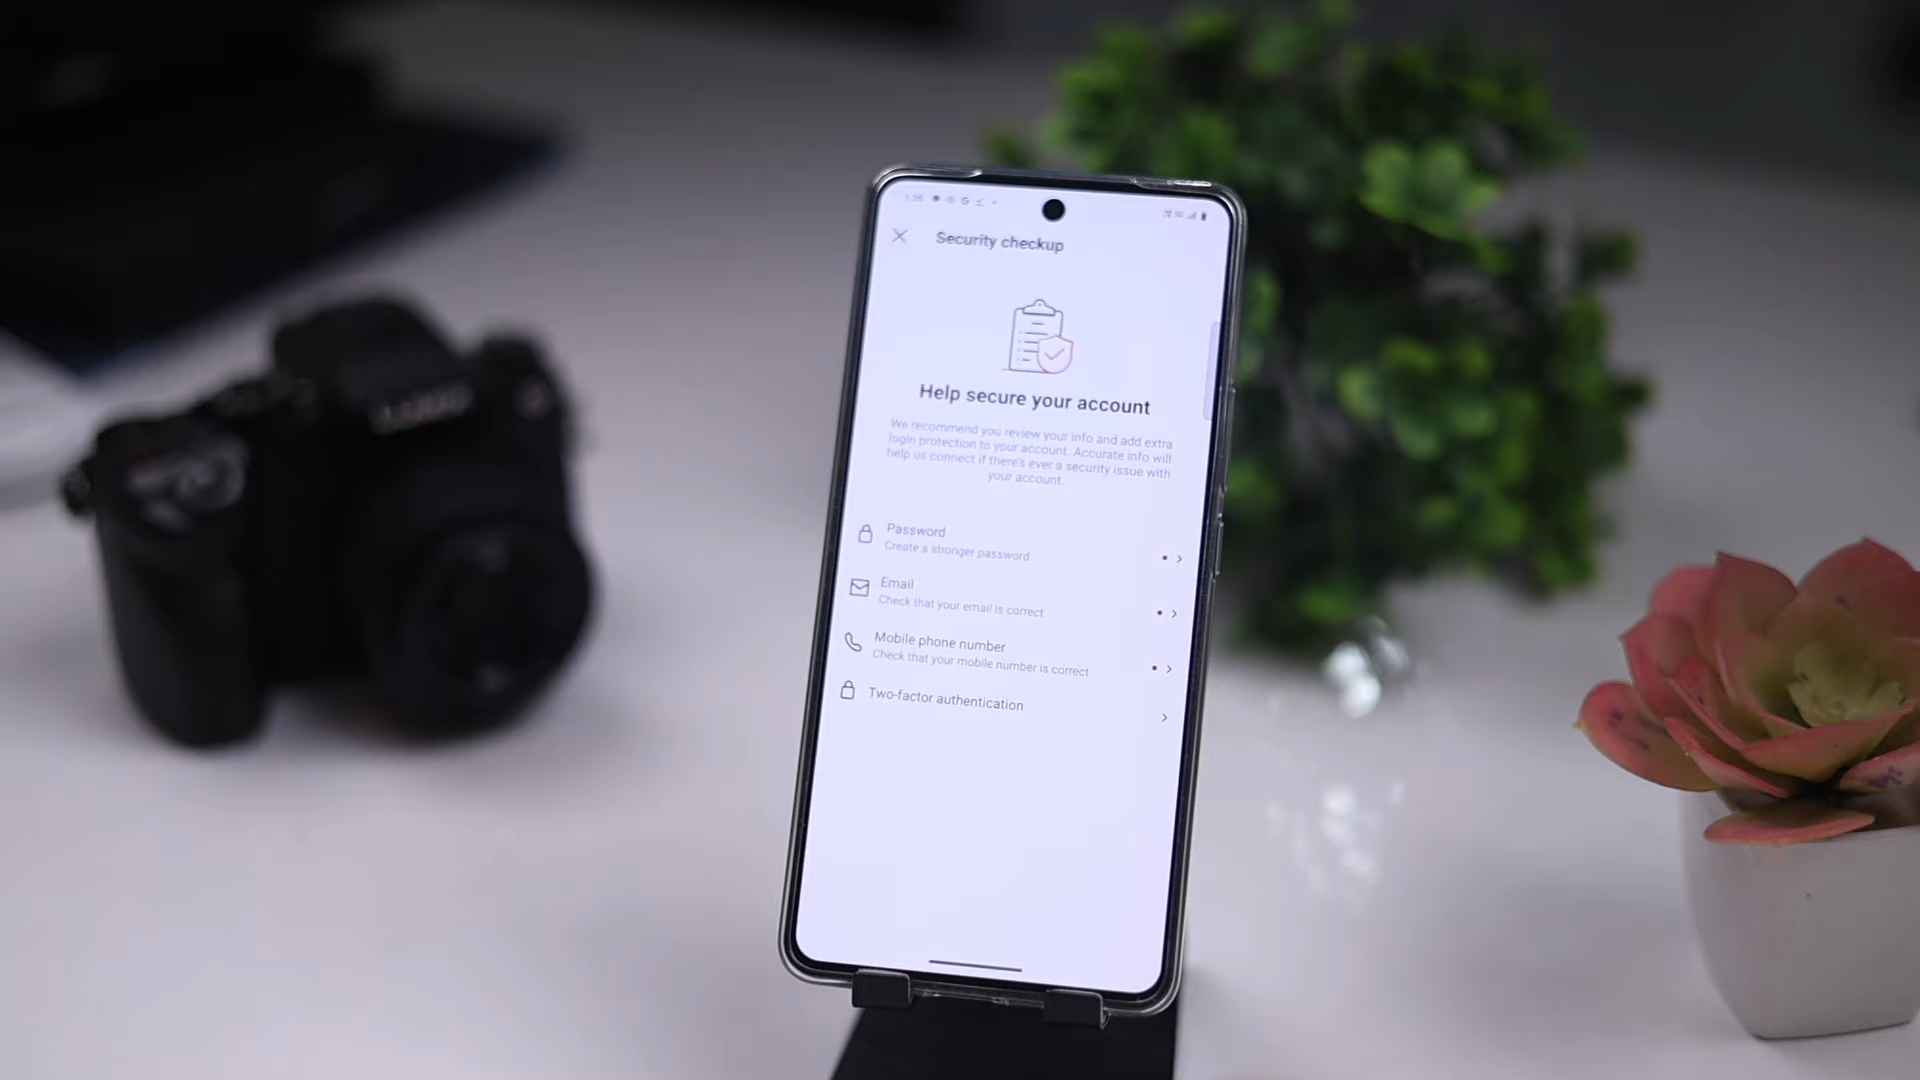 Security checkup
Help secure your account
We recommend you review your info and add extra
login protection to your account. Accurate info will
help us connect if there's ever a security issue with
your account.
Password
Create a stronger password
Email
Check that your email is correct
Mobile phone number
Check that your mobile number is correct
Two-factor authentication